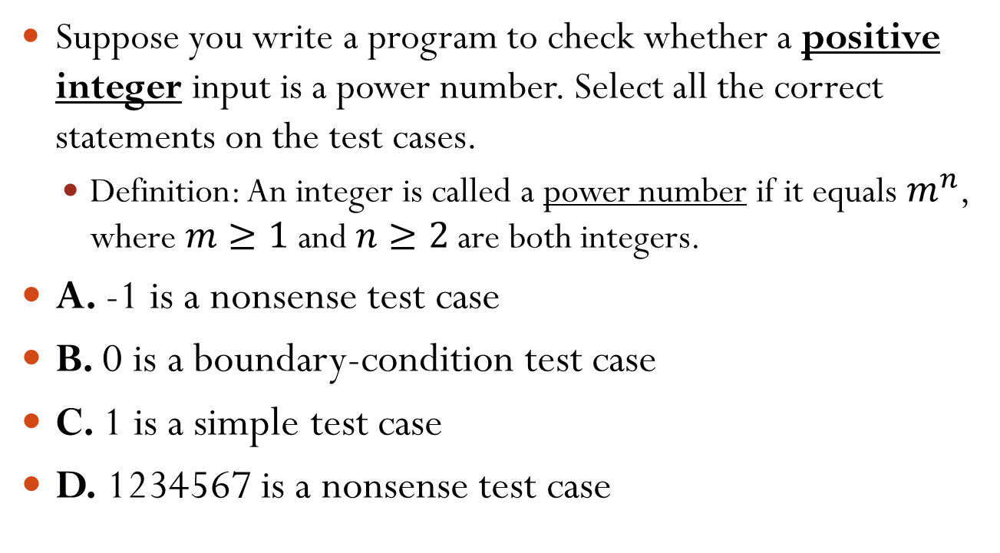 • Suppose you write a program to check whether a positive
integer input is a power number. Select all the correct
statements on the test cases.
• Definition: An integer is called a power number if it equals mⁿ,
where m ≥ 1 and n ≥ 2 are both integers.
• A. -1 is a nonsense test case
• B. 0 is a boundary-condition test case
• C. 1 is a simple test case
• D. 1234567 is a nonsense test case